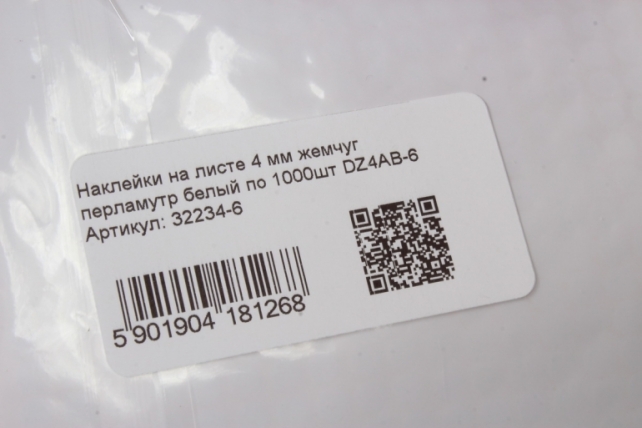 Наклейки на листе 4 мм жемчуг
перламутр белый по 1000шт DZ4AB-6
Артикул: 32234-6
5 901904 181268